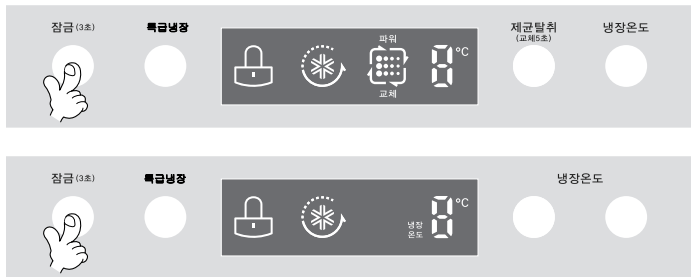 잠금 (3초) 특급냉장 제균탈취 냉장온도
(교체5초)
파워
8 °C
교체
잠금 (3초) 특급냉장 냉장온도
냉장
온도
8 °C